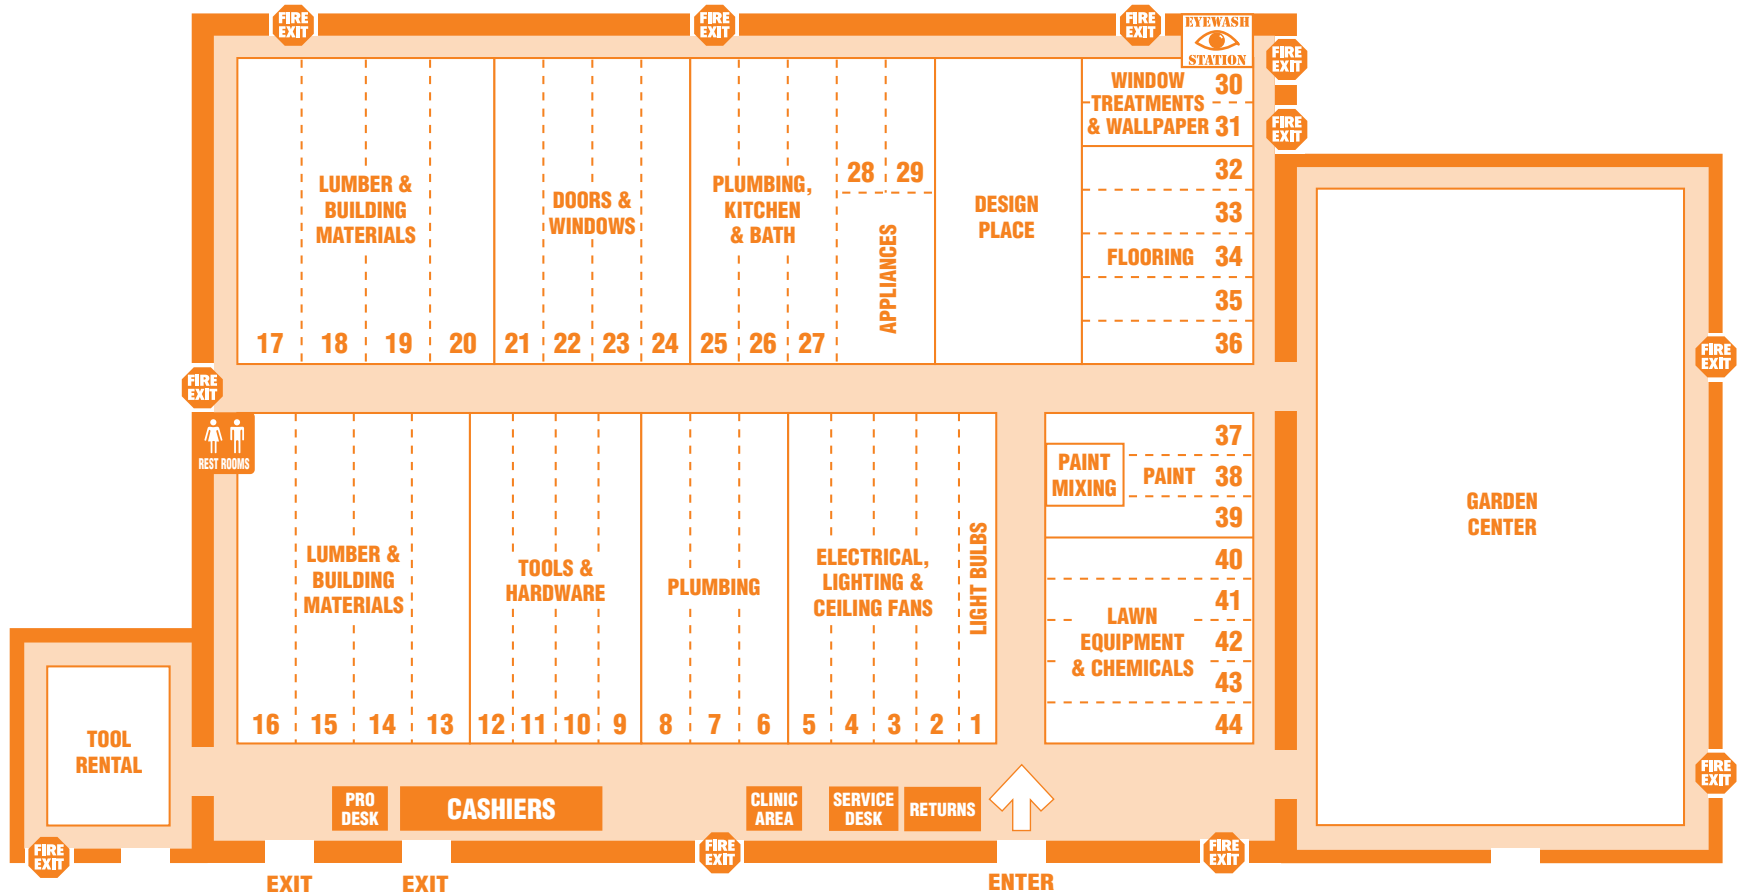 FIRE
EXIT
FIRE
EXIT
FIRE
EXIT
EYEWASH
STATION
FIRE
EXIT
FIRE
EXIT
WINDOW
TREATMENTS
& WALLPAPER
30
31
LUMBER &
BUILDING
MATERIALS
DOORS &
WINDOWS
PLUMBING,
KITCHEN
& BATH
28 29
APPLIANCES
DESIGN
PLACE
32
33
FLOORING 34
35
36
17 18 19 20 21 22 23 24 25 26 27
FIRE
EXIT
FIRE
EXIT
REST ROOMS
LUMBER &
BUILDING
MATERIALS
TOOLS &
HARDWARE
PLUMBING
ELECTRICAL,
LIGHTING &
CEILING FANS
LIGHT BULBS
PAINT
MIXING
37
PAINT 38
39
40
41
42
43
44
LAWN
EQUIPMENT
& CHEMICALS
GARDEN
CENTER
16 15 14 13 12 11 10 9 8 7 6 5 4 3 2 1
TOOL
RENTAL
PRO
DESK
CASHIERS
CLINIC
AREA
SERVICE
DESK
RETURNS
FIRE
EXIT
FIRE
EXIT
FIRE
EXIT
FIRE
EXIT
EXIT
EXIT
ENTER